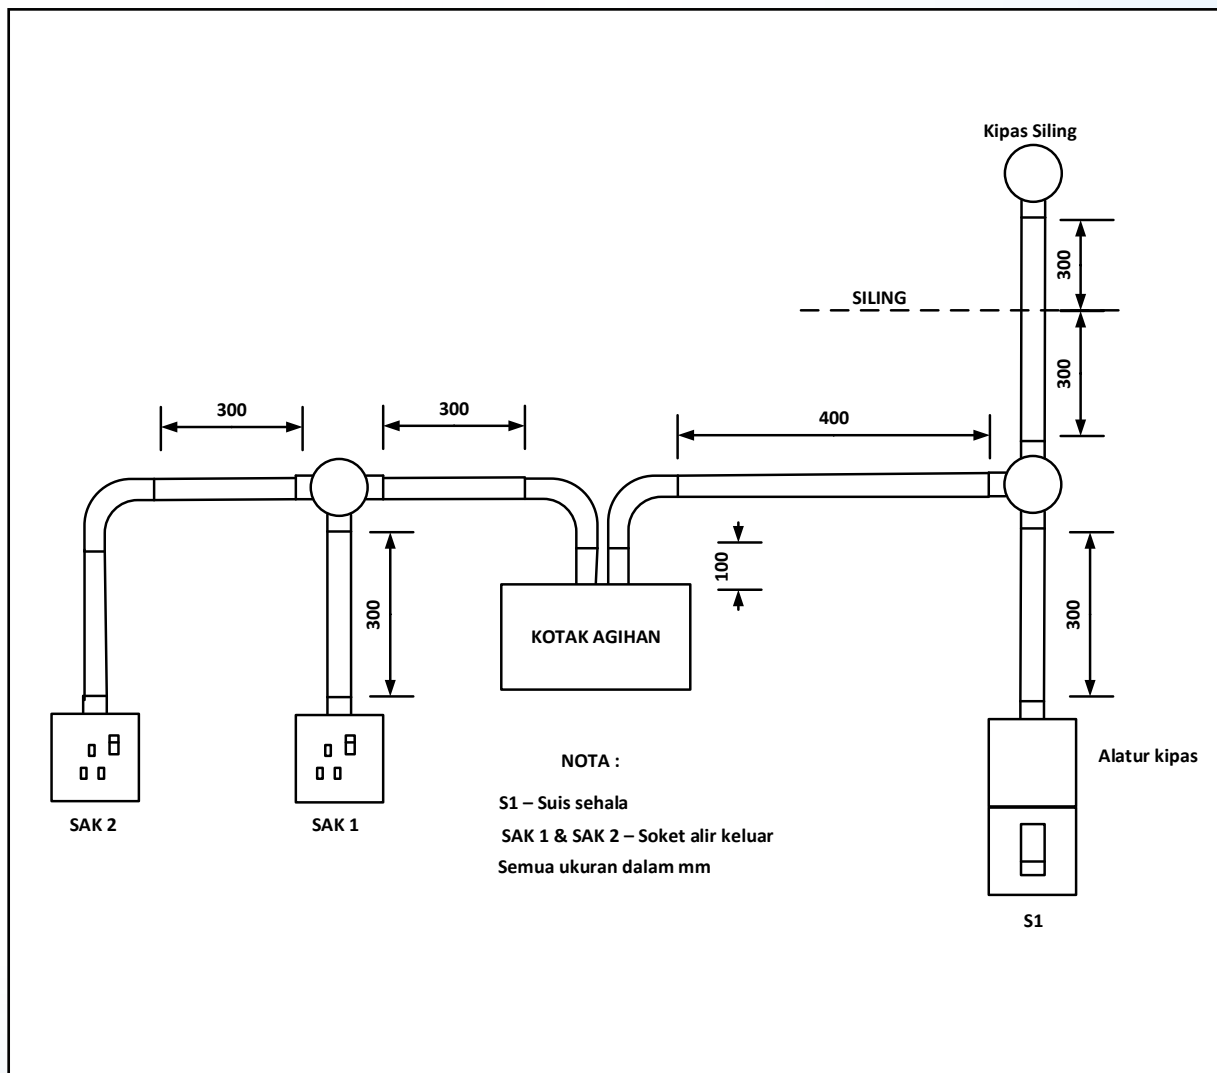 Kipas Siling
300
SILING
300
300
300
400
100
300
300
KOTAK AGIHAN
Alatur kipas
NOTA :
S1 – Suis sehala
SAK 2
SAK 1
SAK 1 & SAK 2 – Soket alir keluar
Semua ukuran dalam mm
S1